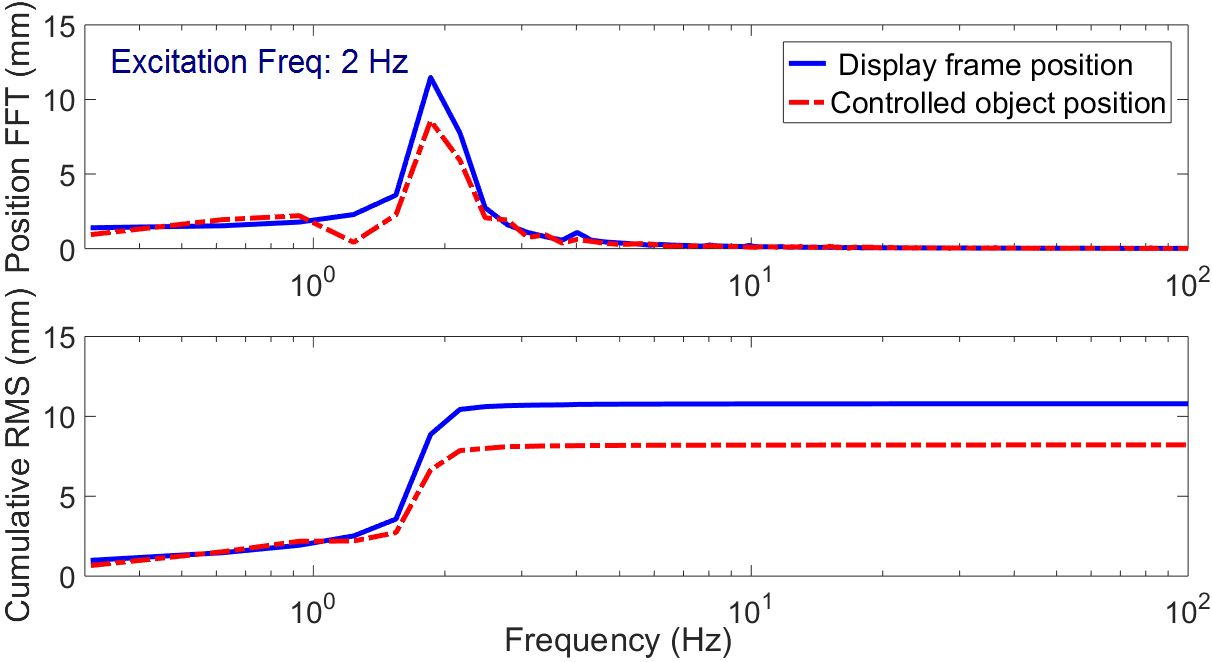 Position FFT (mm)
15
10
5
0
Excitation Freq: 2 Hz
Display frame position
Controlled object position
10^0
10^1
10^2
Cumulative RMS (mm)
15
10
5
0
10^0
10^1
10^2
Frequency (Hz)